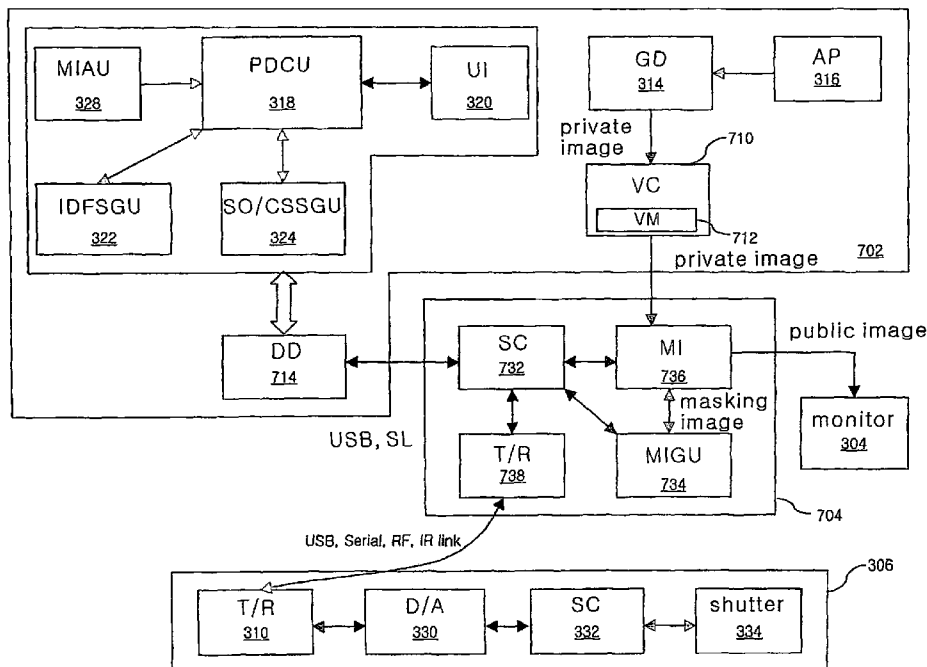 MIAU
328
PDCU
318
UI
320
GD
314
AP
316
private
image
710
VC
VM
712
IDFSGU
322
SO/CSSGU
324
private image
702
DD
714
SC
732
MI
736
public image
masking
image
monitor
304
USB, SL
T/R
738
MIGU
734
704
USB, Serial, RF, IR link
306
T/R
310
D/A
330
SC
332
shutter
334